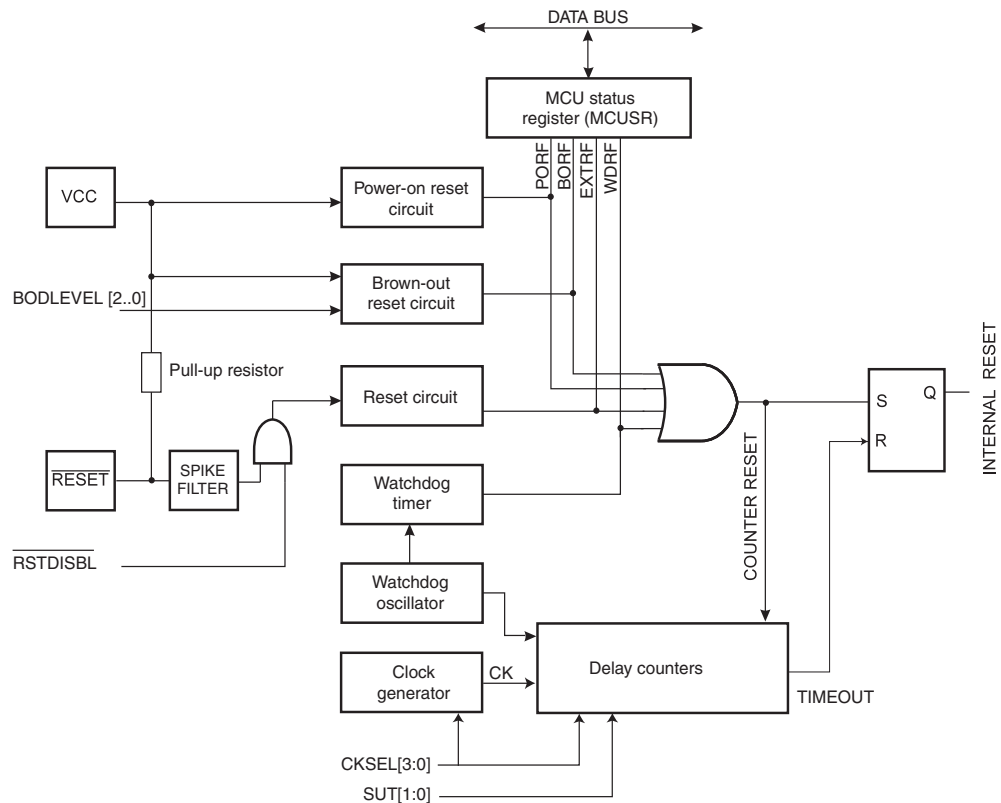 DATA BUS
MCU status
register (MCUSR)
PORF
BORF
EXTRF
WDRF
VCC
Power-on reset
circuit
BODLEVEL [2..0]
Brown-out
reset circuit
Pull-up resistor
Reset circuit
S
Q
R
INTERNAL RESET
RESET
SPIKE
FILTER
Watchdog
timer
COUNTER RESET
RSTDISBL
Watchdog
oscillator
Clock
generator
CK
Delay counters
TIMEOUT
CKSEL[3:0]
SUT[1:0]